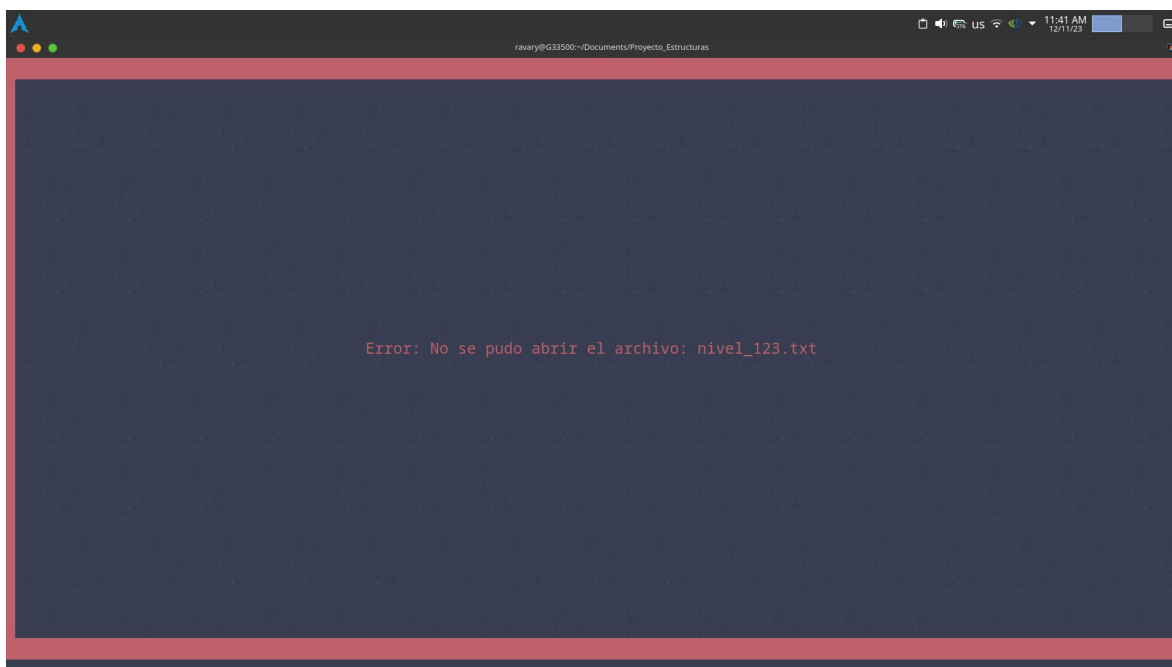 us
11:41 AM
12/11/23
ravary@G33500:~/Documents/Proyecto_Estructuras
Error: No se pudo abrir el archivo: nivel_123.txt